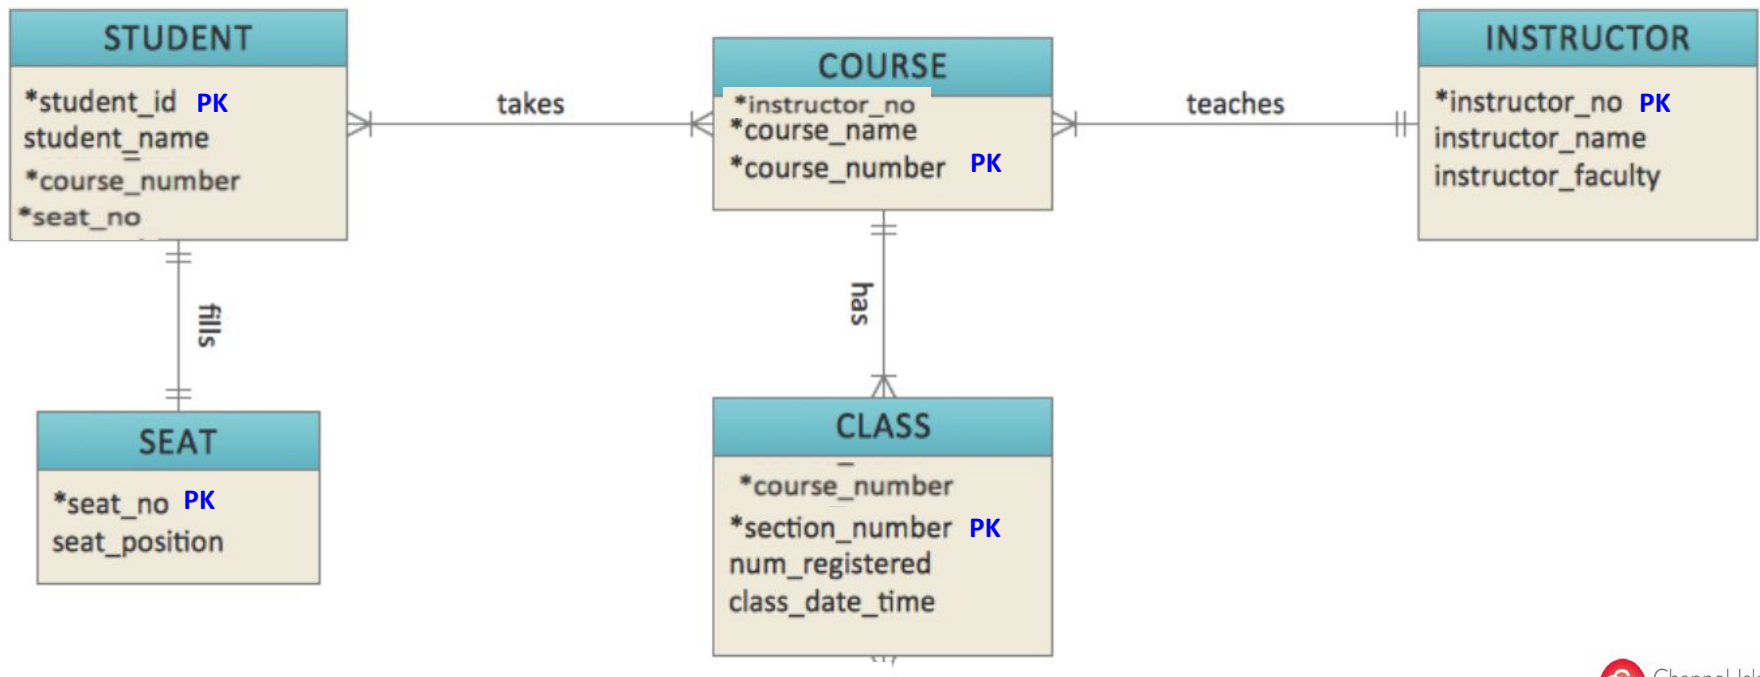 STUDENT
*student_id PK
student_name
*course_number
*seat_no
takes
COURSE
*instructor_no
*course_name
*course_number PK
teaches
INSTRUCTOR
*instructor_no PK
instructor_name
instructor_faculty
fills
has
SEAT
*seat_no PK
seat_position
CLASS
*course_number
*section_number PK
num_registered
class_date_time